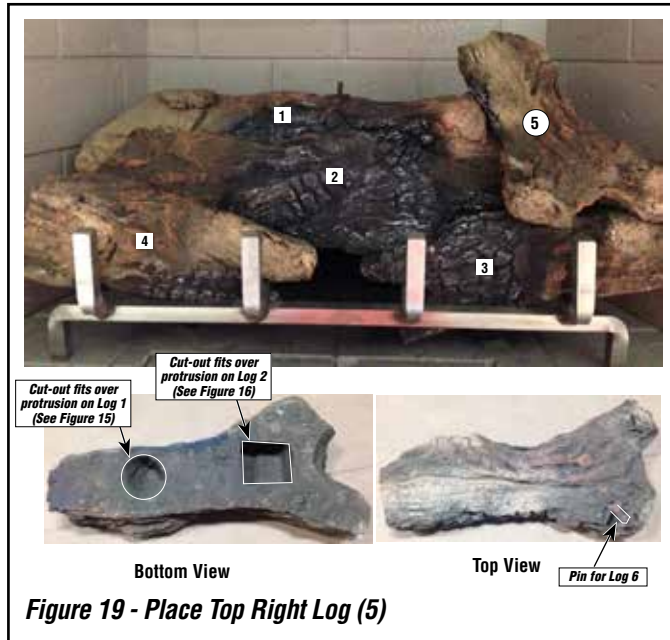 1
5
2
4
3
Cut-out fits over
protrusion on Log 1
(See Figure 15)
Cut-out fits over
protrusion on Log 2
(See Figure 16)
Bottom View
Top View
Pin for Log 6
Figure 19 - Place Top Right Log (5)